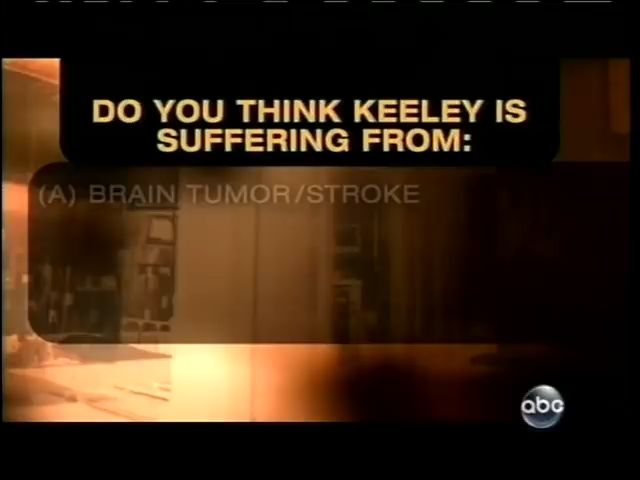 DO YOU THINK KEELEY IS
SUFFERING FROM:
(A) BRAIN TUMOR/STROKE
abc